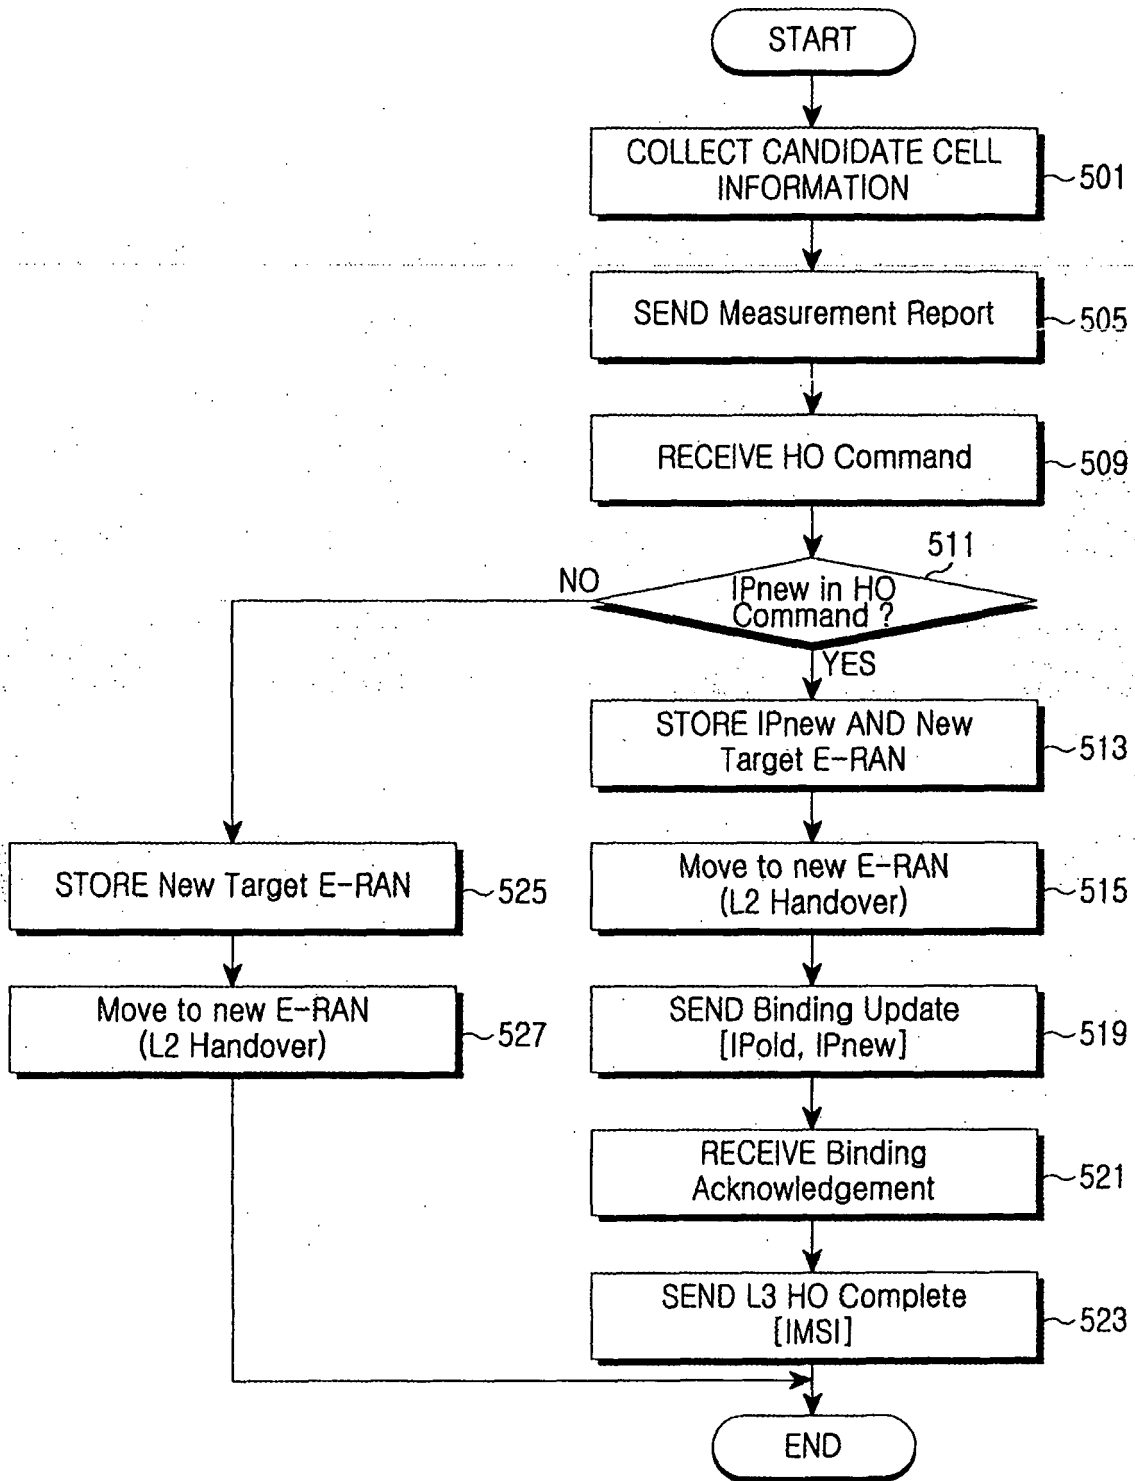 START
COLLECT CANDIDATE CELL
INFORMATION
501
SEND Measurement Report
505
RECEIVE HO Command
509
511
NO
IPnew in HO
Command ?
YES
STORE IPnew AND New
Target E-RAN
513
STORE New Target E-RAN
525
Move to new E-RAN
(L2 Handover)
515
Move to new E-RAN
(L2 Handover)
527
SEND Binding Update
[IPold, IPnew]
519
RECEIVE Binding
Acknowledgement
521
SEND L3 HO Complete
[IMSI]
523
END